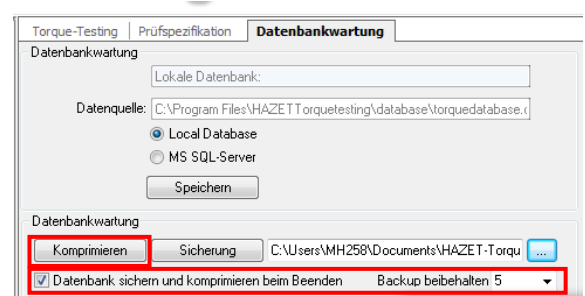 Torque-Testing Prüfspezifikation Datenbankwartung
Datenbankwartung
Lokale Datenbank:
Datenquelle: C:\Program Files\HAZETTorquetesting\database\torquedatabase.c
Local Database
MS SQL-Server
Speichern
Datenbankwartung
Komprimieren Sicherung C:\Users\MH258\Documents\HAZET-Torqu ...
Datenbank sichern und komprimieren beim Beenden Backup beibehalten 5